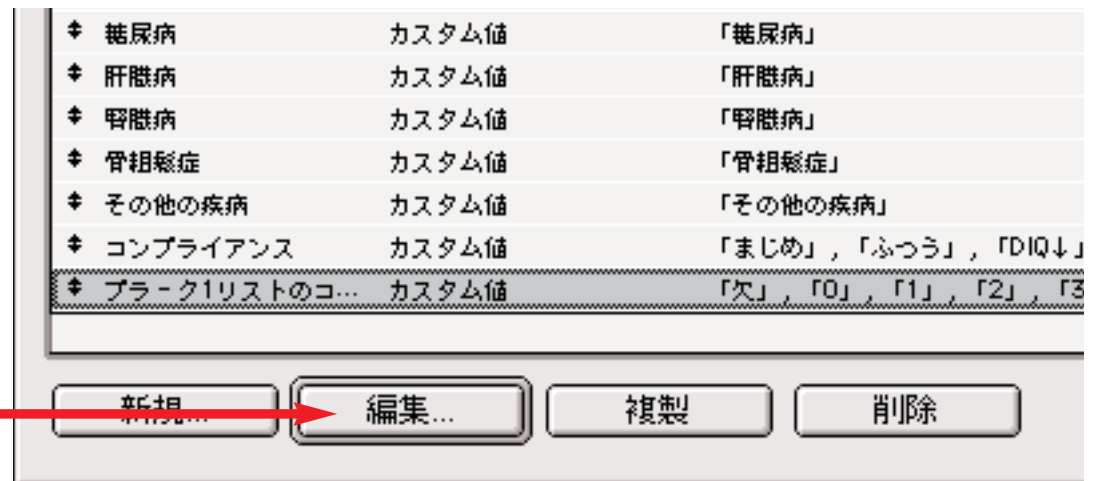 糖尿病 カスタム値 「糖尿病」
肝臓病 カスタム値 「肝臓病」
腎臓病 カスタム値 「腎臓病」
骨粗鬆症 カスタム値 「骨粗鬆症」
その他の疾病 カスタム値 「その他の疾病」
コンプライアンス カスタム値 「まじめ」,「ふつう」,「DIQ↓」
プラ-ク1リストのコ… カスタム値 「欠」,「0」,「1」,「2」,「3
新規... 編集... 複製 削除